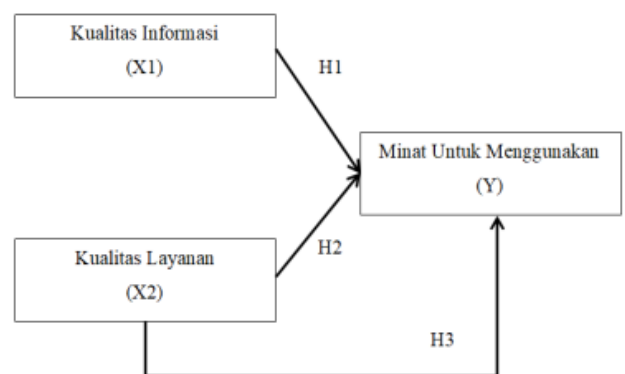 Kualitas Informasi
(X1)
H1
Minat Untuk Menggunakan
(Y)
Kualitas Layanan
(X2)
H2
H3